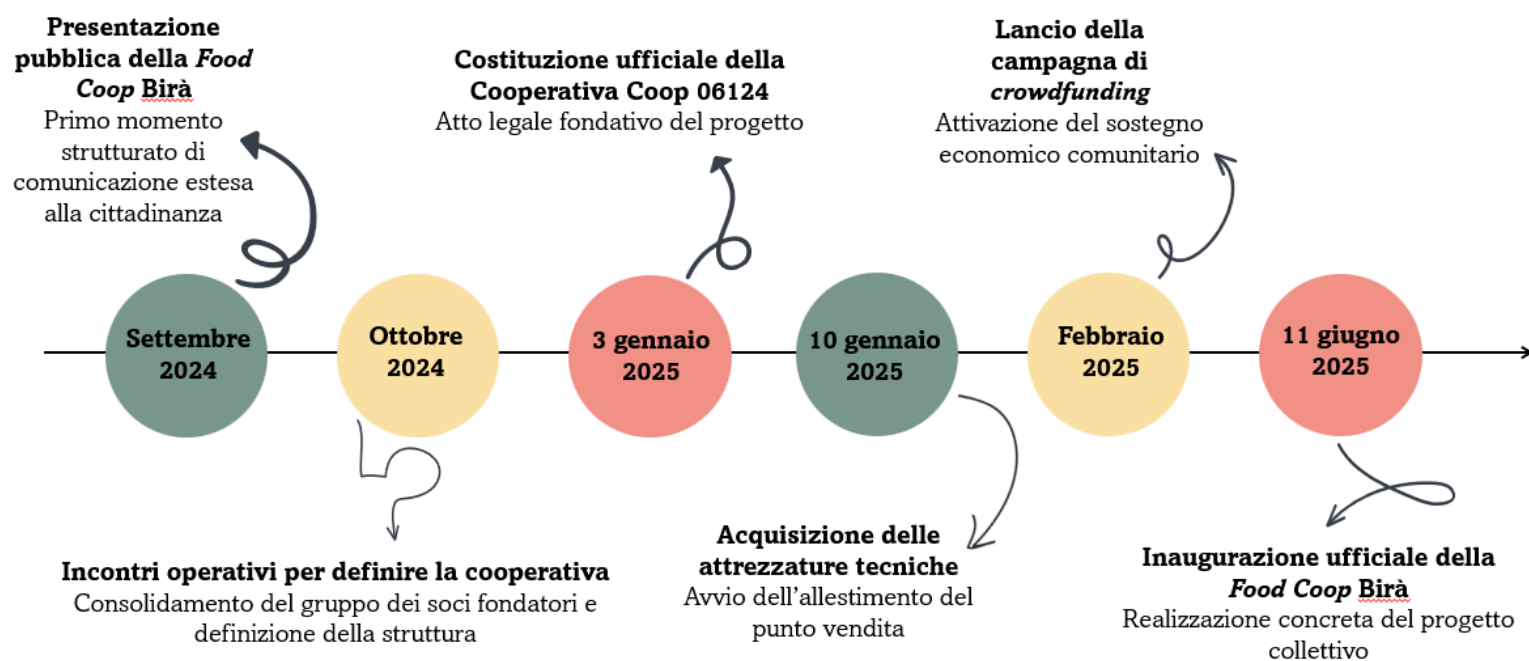 Presentazione
pubblica della Food
Coop Birà
Primo momento
strutturato di
comunicazione estesa
alla cittadinanza
Costituzione ufficiale della
Cooperativa Coop 06124
Atto legale fondativo del progetto
Lancio della
campagna di
crowdfunding
Attivazione del sostegno
economico comunitario
Settembre
2024
Ottobre
2024
3 gennaio
2025
10 gennaio
2025
Febbraio
2025
11 giugno
2025
Incontri operativi per definire la cooperativa
Consolidamento del gruppo dei soci fondatori e
definizione della struttura
Acquisizione delle
attrezzature tecniche
Avvio dell’allestimento del
punto vendita
Inaugurazione ufficiale della
Food Coop Birà
Realizzazione concreta del progetto
collettivo